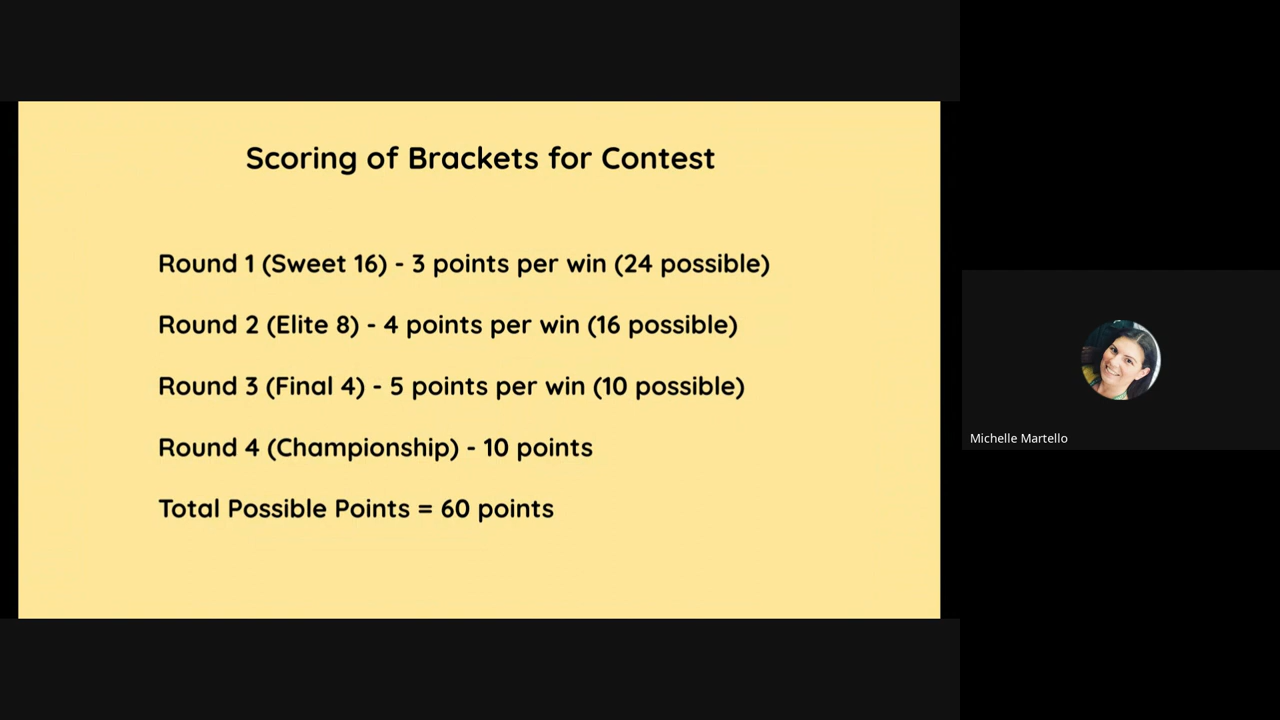 Scoring of Brackets for Contest
Round 1 (Sweet 16) - 3 points per win (24 possible)
Round 2 (Elite 8) - 4 points per win (16 possible)
Round 3 (Final 4) - 5 points per win (10 possible)
Round 4 (Championship) - 10 points
Total Possible Points = 60 points
Michelle Martello